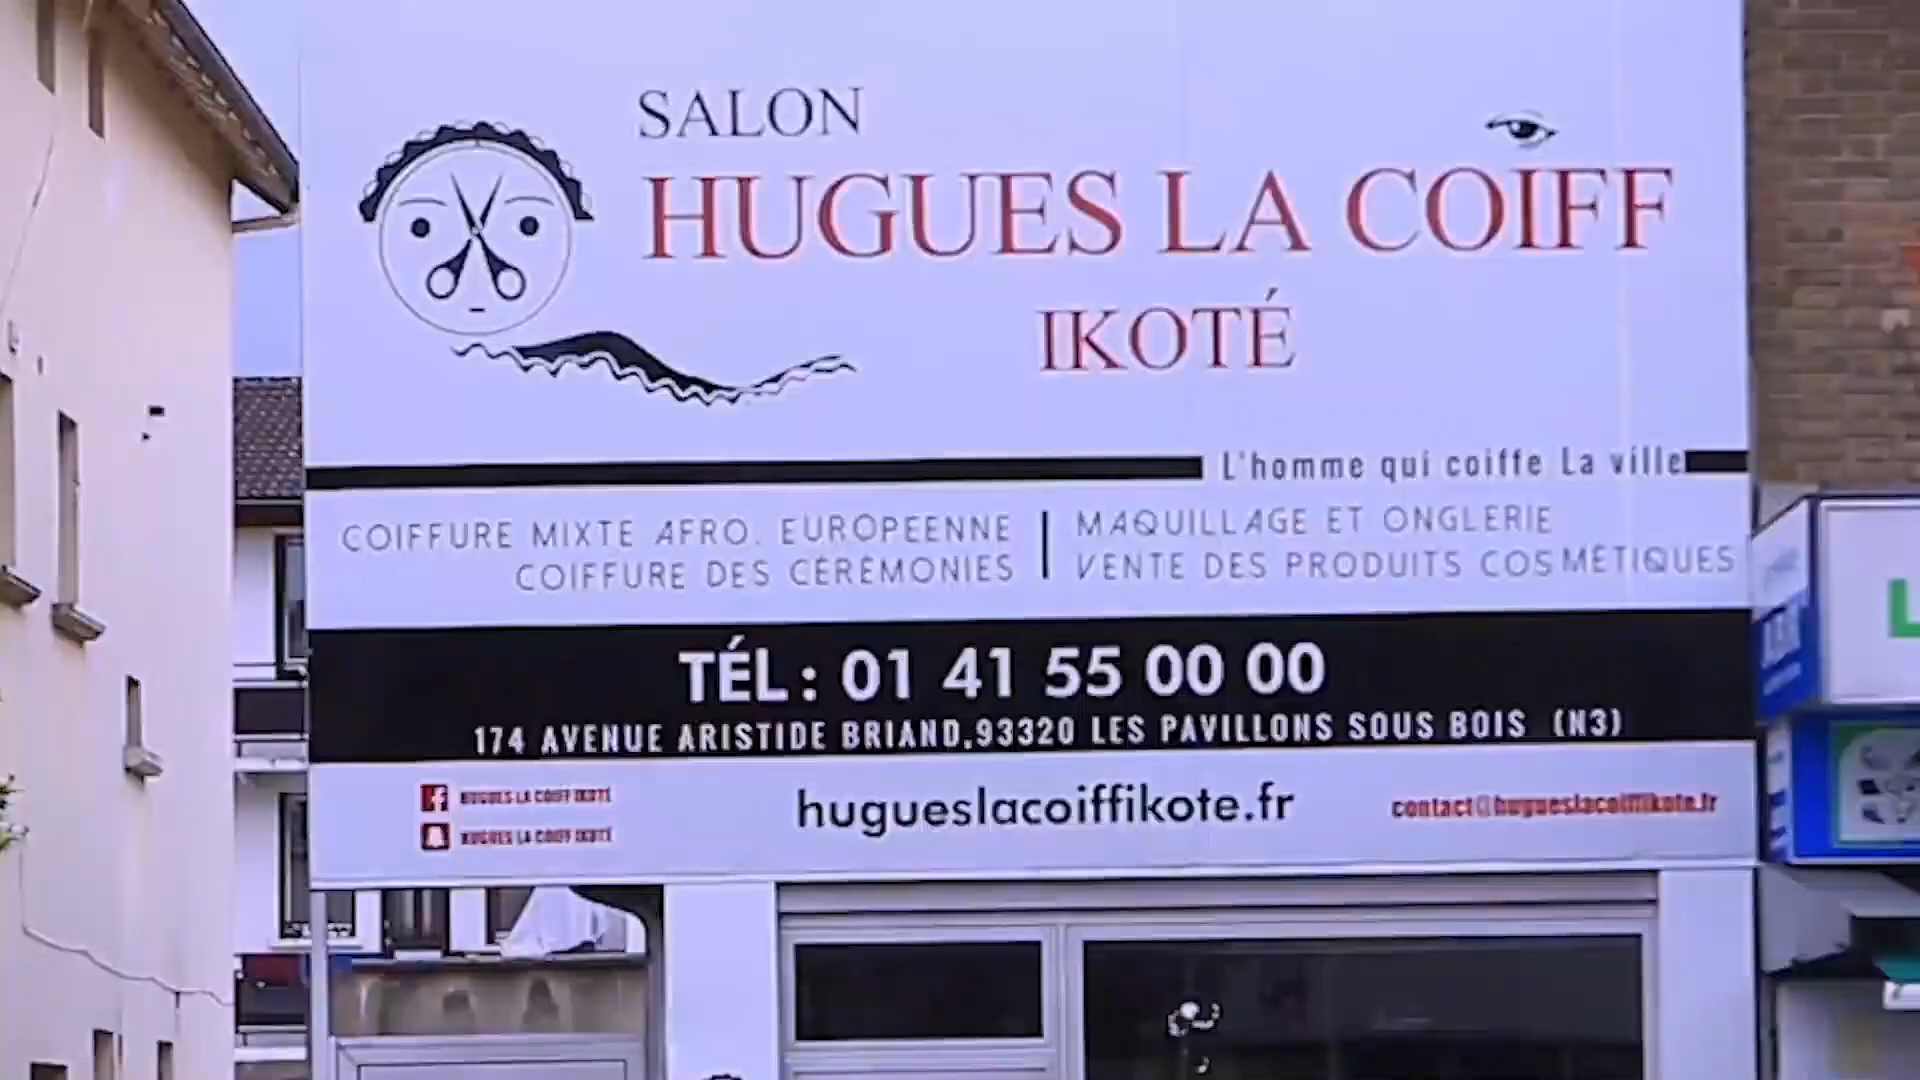 SALON
HUGUES LA COIFF
IKOTÉ
L'homme qui coiffe La ville
COIFFURE MIXTE AFRO. EUROPEENNE
COIFFURE DES CÉRÉMONIES
MAQUILLAGE ET ONGLERIE
VENTE DES PRODUITS COSMÉTIQUES
TÉL : 01 41 55 00 00
174 AVENUE ARISTIDE BRIAND.93320 LES PAVILLONS SOUS BOIS (N3)
HUGUES LA COIFF IKOTÉ
HUGUES LA COIFF IKOTÉ
hugueslacoiffikote.fr
contact@hugueslacoiffikote.fr